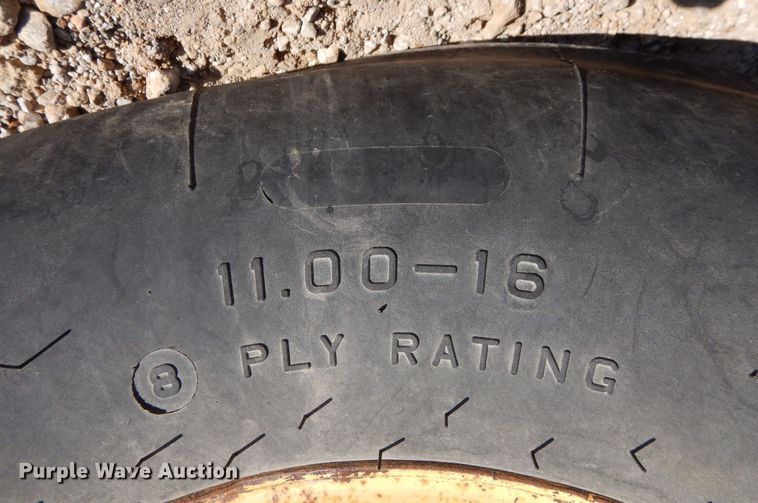 11.00-16
8 PLY RATING
Purple Wave Auction